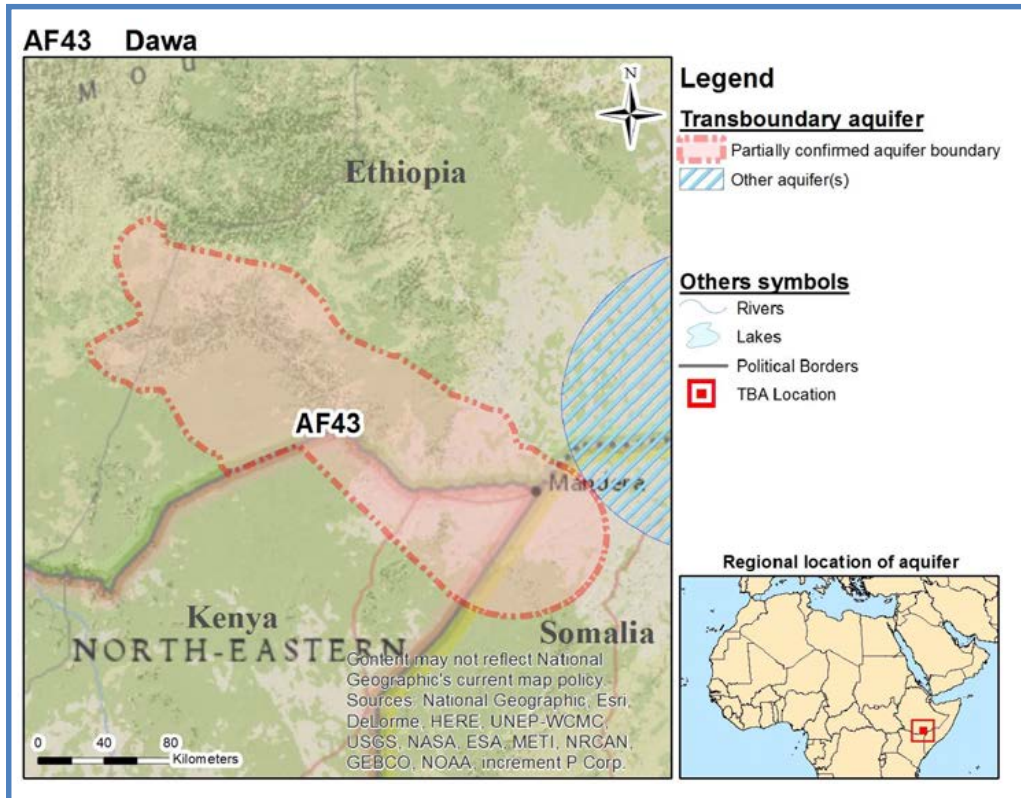 AF43 Dawa
M o u
N
Ethiopia
AF43
Mandera
Kenya
NORTH-EASTERN
Somalia
Content may not reflect National
Geographic's current map policy.
Sources: National Geographic, Esri,
DeLorme, HERE, UNEP-WCMC,
USGS, NASA, ESA, METI, NRCAN,
GEBCO, NOAA, increment P Corp.
0 40 80
Kilometers
Legend
Transboundary aquifer
Partially confirmed aquifer boundary
Other aquifer(s)
Others symbols
Rivers
Lakes
Political Borders
TBA Location
Regional location of aquifer